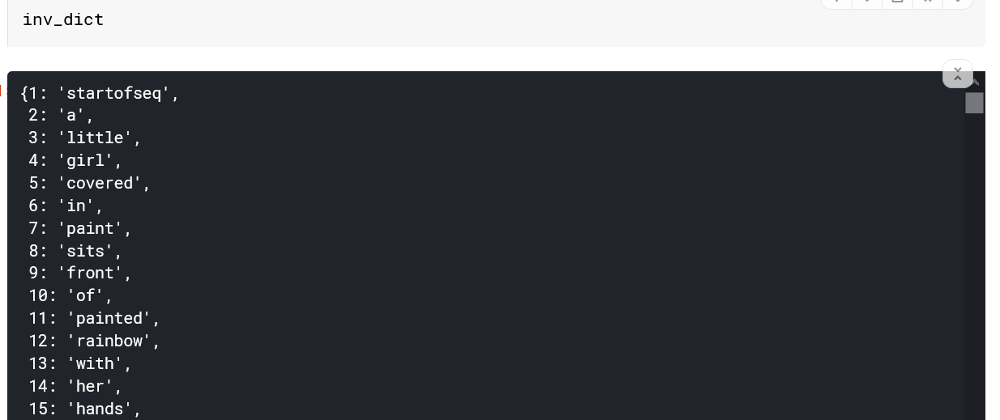 inv_dict
{1: 'startofseq',
2: 'a',
3: 'little',
4: 'girl',
5: 'covered',
6: 'in',
7: 'paint',
8: 'sits',
9: 'front',
10: 'of',
11: 'painted',
12: 'rainbow',
13: 'with',
14: 'her',
15: 'hands',